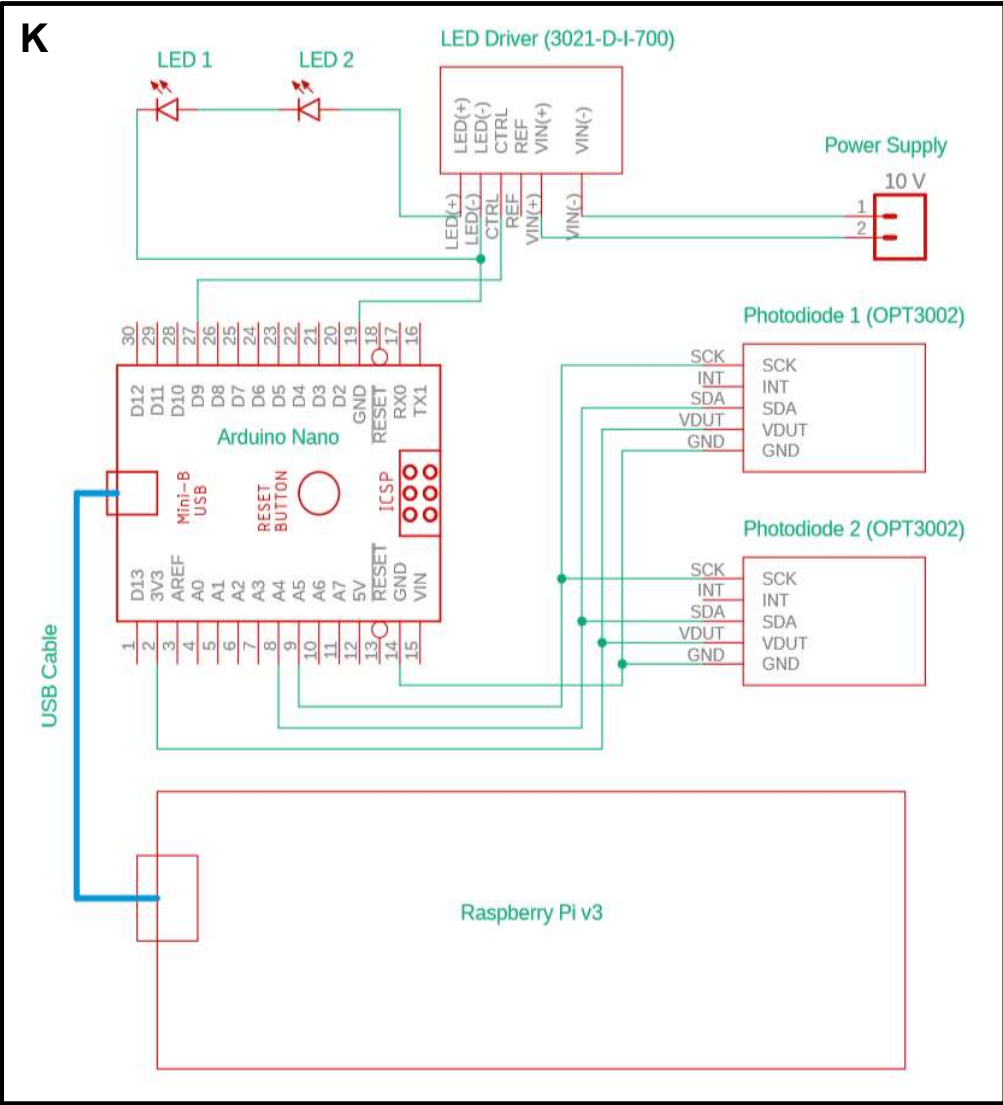 K
LED Driver (3021-D-I-700)
LED 1
LED 2
LED(+)
LED(-)
CTRL
REF
VIN(+)
VIN(-)
LED(+)
LED(-)
CTRL
REF
VIN(+)
VIN(-)
Power Supply
10 V
1
2
30
29
28
27
26
25
24
23
22
21
20
19
18
17
16
D12
D11
D10
D9
D8
D7
D6
D5
D4
D3
D2
GND
RESET
RX0
TX1
Arduino Nano
Mini-B
USB
RESET
BUTTON
ICSP
D13
3V3
AREF
A0
A1
A2
A3
A4
A5
A6
A7
5V
RESET
GND
VIN
1
2
3
4
5
6
7
8
9
10
11
12
13
14
15
Photodiode 1 (OPT3002)
SCK
INT
SDA
VDUT
GND
SCK
INT
SDA
VDUT
GND
Photodiode 2 (OPT3002)
SCK
INT
SDA
VDUT
GND
SCK
INT
SDA
VDUT
GND
USB Cable
Raspberry Pi v3